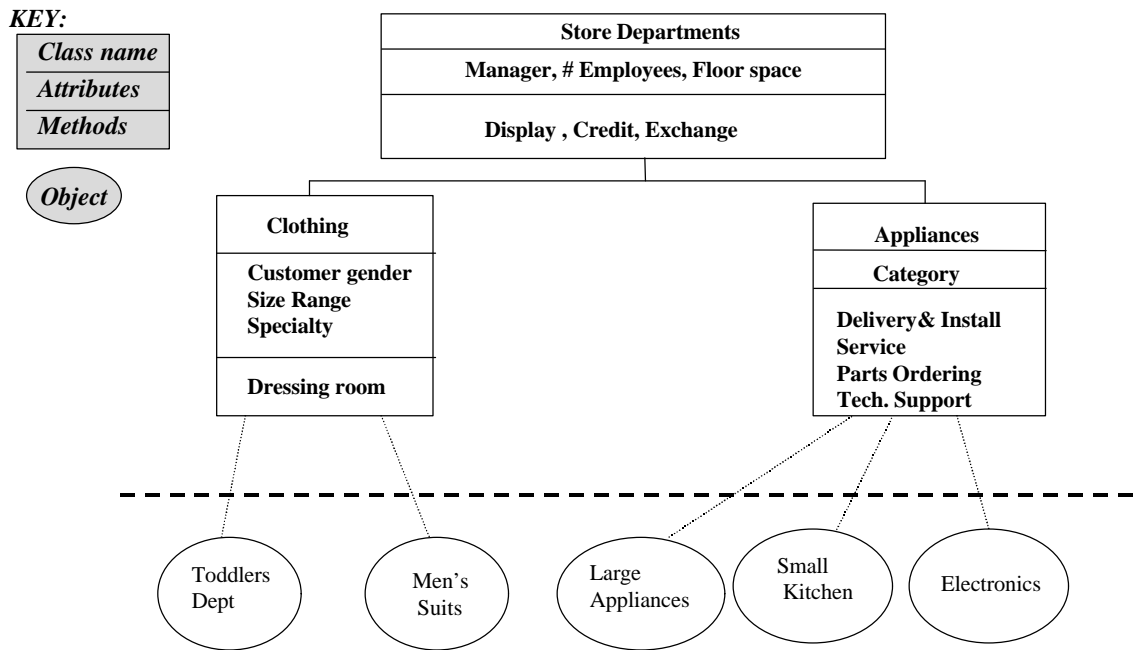 KEY:
Class name
Attributes
Methods
Object
Store Departments
Manager, # Employees, Floor space
Display , Credit, Exchange
Clothing
Customer gender
Size Range
Specialty
Dressing room
Appliances
Category
Delivery& Install
Service
Parts Ordering
Tech. Support
Toddlers
Dept
Men’s
Suits
Large
Appliances
Small
Kitchen
Electronics